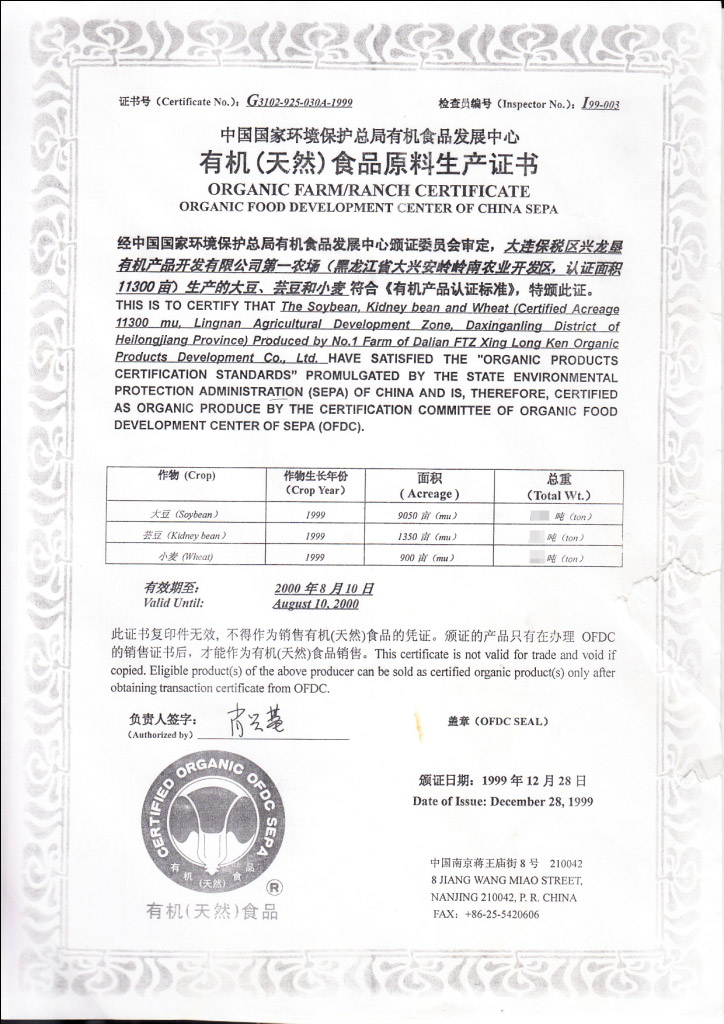 证书号（Certificate No.）：G3102-925-030A-1999
检查员编号（Inspector No.）：I99-003
中国国家环境保护总局有机食品发展中心
有机（天然）食品原料生产证书
ORGANIC FARM/RANCH CERTIFICATE
ORGANIC FOOD DEVELOPMENT CENTER OF CHINA SEPA
经中国国家环境保护总局有机食品发展中心颁证委员会审定，大连保税区兴龙垦
有机产品开发有限公司第一农场（黑龙江省大兴安岭岭南农业开发区，认证面积
11300 亩）生产的大豆、芸豆和小麦符合《有机产品认证标准》，特颁此证。
THIS IS TO CERTIFY THAT The Soybean, Kidney bean and Wheat (Certified Acreage
11300 mu, Lingnan Agricultural Development Zone, Daxinganling District of
Heilongjiang Province) Produced by No.1 Farm of Dalian FTZ Xing Long Ken Organic
Products Development Co., Ltd. HAVE SATISFIED THE "ORGANIC PRODUCTS
CERTIFICATION STANDARDS" PROMULGATED BY THE STATE ENVIRONMENTAL
PROTECTION ADMINISTRATION (SEPA) OF CHINA AND IS, THEREFORE, CERTIFIED
AS ORGANIC PRODUCE BY THE CERTIFICATION COMMITTEE OF ORGANIC FOOD
DEVELOPMENT CENTER OF SEPA (OFDC).
作物 (Crop) 作物生长年份 面积 总重
（Crop Year） （Acreage） （Total Wt.）
大豆（Soybean） 1999 9050 亩（mu） 吨（ton）
芸豆（Kidney bean） 1999 1350 亩（mu） 吨（ton）
小麦（Wheat） 1999 900 亩（mu） 吨（ton）
有效期至： 2000 年 8 月 10 日
Valid Until: August 10, 2000
此证书复印件无效, 不得作为销售有机(天然)食品的凭证。颁证的产品只有在办理 OFDC
的销售证书后，才能作为有机(天然)食品销售。This certificate is not valid for trade and void if
copied. Eligible product(s) of the above producer can be sold as certified organic product(s) only after
obtaining transaction certificate from OFDC.
负责人签字：
（Authorized by）
盖章（OFDC SEAL）
CERTIFIED ORGANIC OFDC SEPA
有机(天然)食品
®
有机(天然)食品
颁证日期：1999 年 12 月 28 日
Date of Issue: December 28, 1999
中国南京蒋王庙街 8 号 210042
8 JIANG WANG MIAO STREET,
NANJING 210042, P. R. CHINA
FAX：+86-25-5420606